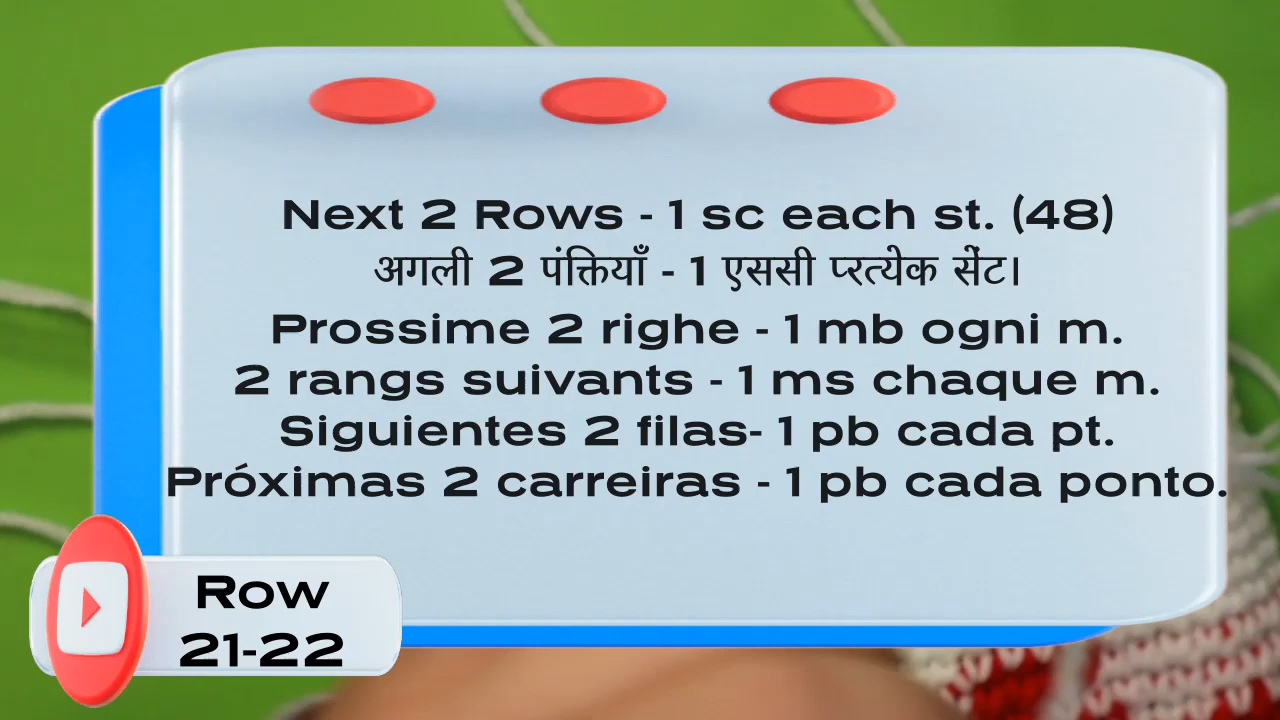 Next 2 Rows - 1 sc each st. (48)
अगली 2 पंक्तियाँ - 1 एससी प्रत्येक सेंट।
Prossime 2 righe - 1 mb ogni m.
2 rangs suivants - 1 ms chaque m.
Siguientes 2 filas- 1 pb cada pt.
Próximas 2 carreiras - 1 pb cada ponto.
Row
21-22